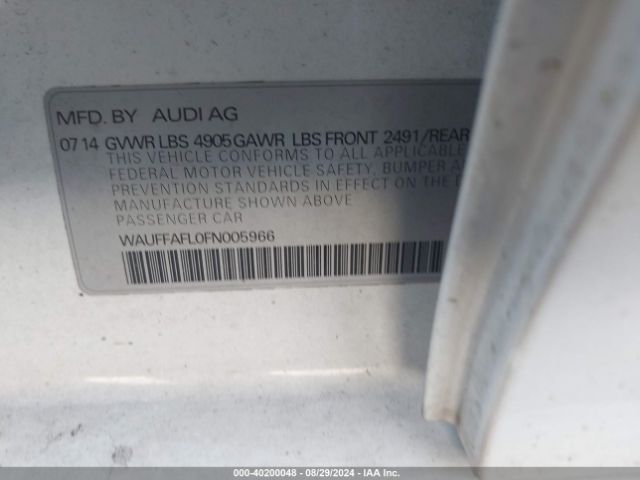 MFD. BY AUDI AG
07 14 GVWR LBS 4905 GAWR LBS FRONT 2491/REAR
THIS VEHICLE CONFORMS TO ALL APPLICABLE
FEDERAL MOTOR VEHICLE SAFETY, BUMPER A
PREVENTION STANDARDS IN EFFECT ON THE D
MANUFACTURE SHOWN ABOVE
PASSENGER CAR
WAUFFAFL0FN005966
000-40200048 - 08/29/2024 - IAA Inc.